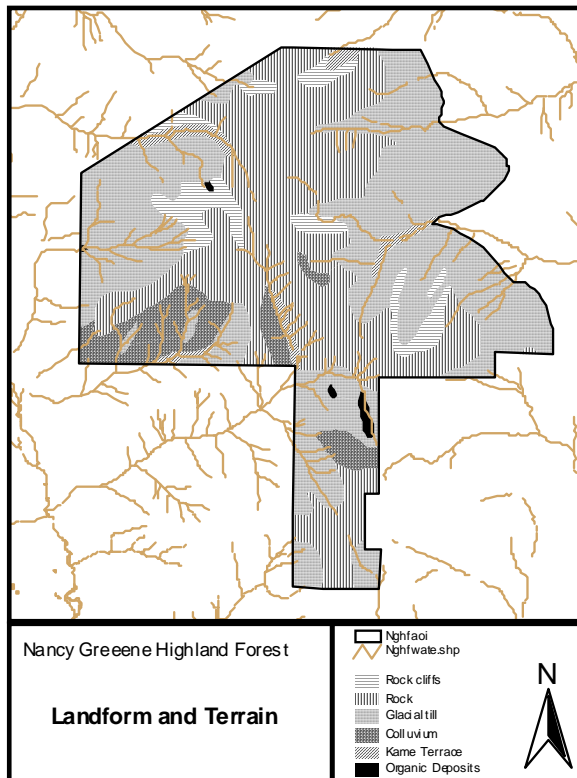 Nancy Greeene Highland Forest
Landform and Terrain
Nghfaoi
Nghfwate.shp
Rock cliffs
Rock
Glacial till
Colluvium
Kame Terrace
Organic Deposits
N